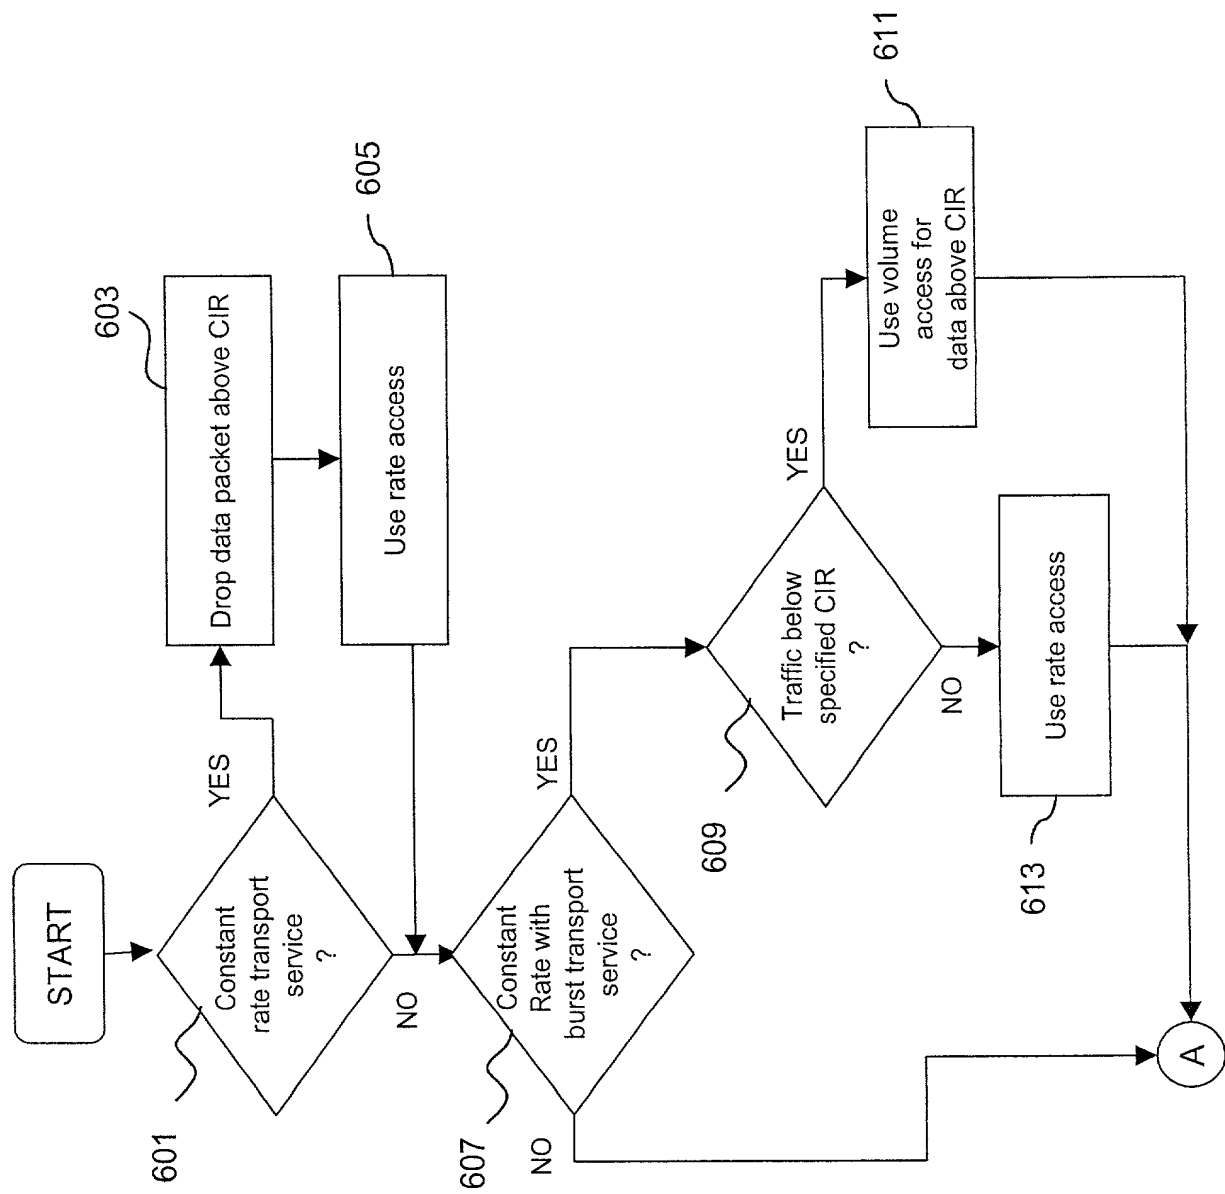 START
601
Constant
rate transport
service
?
YES
NO
603
Drop data packet above CIR
605
Use rate access
607
Constant
Rate with
burst transport
service
?
YES
NO
609
Traffic below
specified CIR
?
YES
NO
611
Use volume
access for
data above CIR
613
Use rate access
A